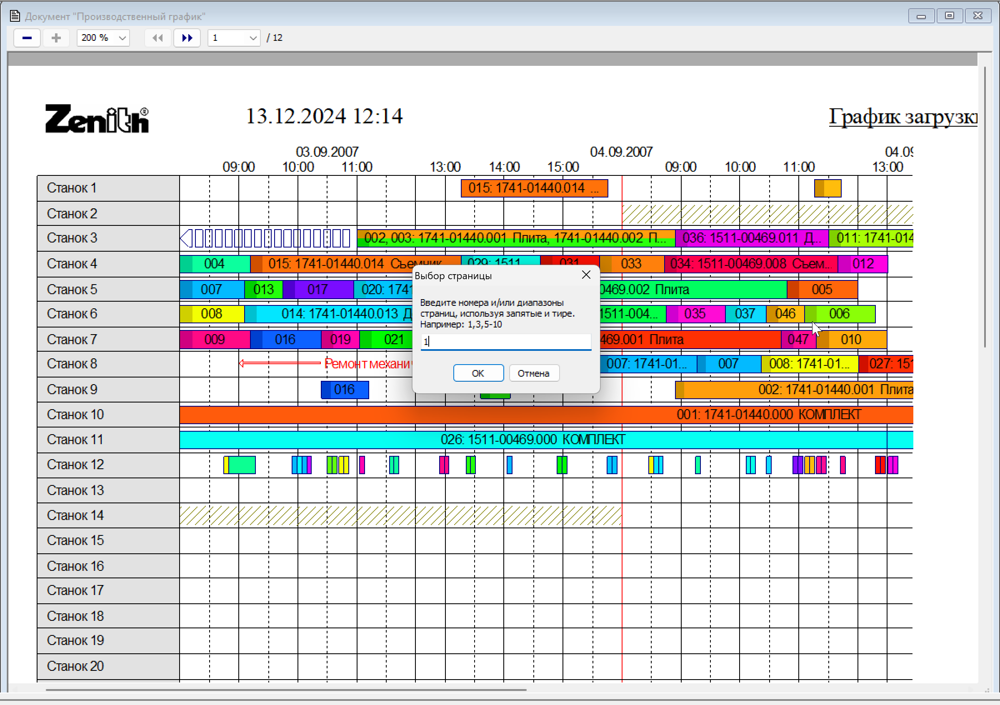 Документ "Производственный график"
200 %
1
/ 12
Zenith®
13.12.2024 12:14
График загрузки
03.09.2007 04.09.2007 04.09
09:00 10:00 11:00 13:00 14:00 15:00 09:00 10:00 11:00 13:00
Станок 1 015: 1741-01440.014 ...
Станок 2
Станок 3 002, 003: 1741-01440.001 Плита, 1741-01440.002 П... 036: 1511-00469.011 Д... 011: 1741-014
Станок 4 004 015: 1741-01440.014 Съемник 029: 1511 031 033 034: 1511-00469.008 Съем... 012
Станок 5 007 013 017 020: 1741 0469.002 Плита 005
Станок 6 008 014: 1741-01440.013 Д 1511-004... 035 037 046 006
Станок 7 009 016 019 021 469.001 Плита 047 010
Станок 8 Ремонт механи 007: 1741-01... 007 008: 1741-01... 027: 151
Станок 9 016 002: 1741-01440.001 Плита
Станок 10 001: 1741-01440.000 КОМПЛЕКТ
Станок 11 026: 1511-00469.000 КОМПЛЕКТ
Станок 12
Станок 13
Станок 14
Станок 15
Станок 16
Станок 17
Станок 18
Станок 19
Станок 20
Выбор страницы
Введите номера и/или диапазоны
страниц, используя запятые и тире.
Например: 1,3,5-10
1
ОК Отмена